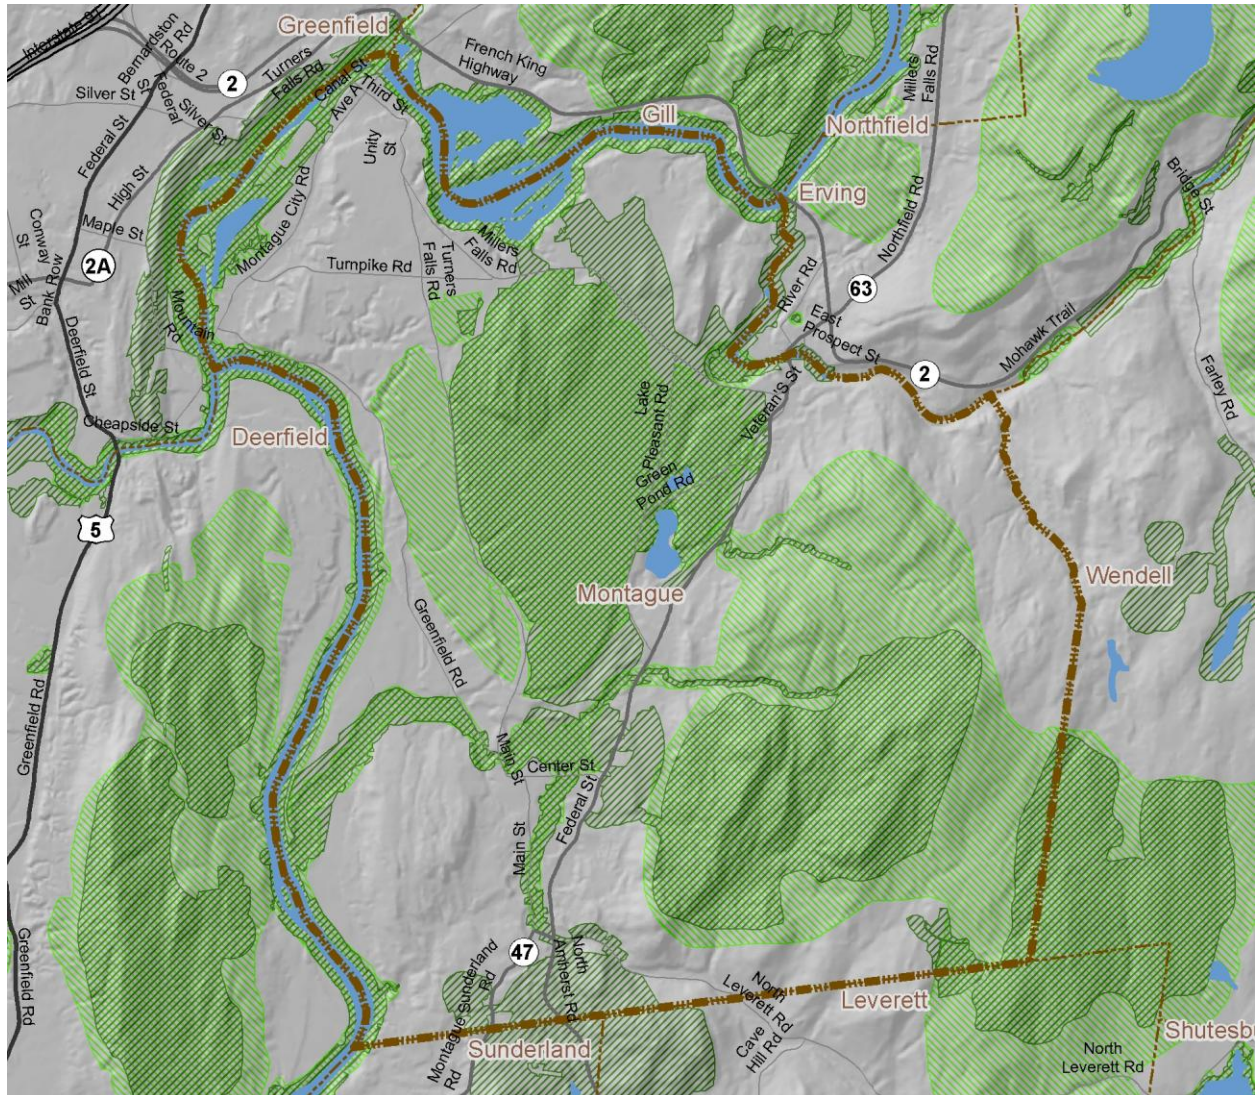 Interstate 91
Greenfield
Bernardston
Rd
Route 2
2
Turners
Falls Rd
French King
Highway
Silver St
Federal
St
Silver St
Canal St
Ave A
Third St
Millers
Falls Rd
Gill
Northfield
Unity
St
Federal St
High St
Bridge St
Erving
Maple St
Conway
St
Montague City Rd
Northfield Rd
2A
Mill
St
Bank Row
Turnpike Rd
Turners
Falls Rd
Millers
Falls Rd
River Rd
63
Mountain
Rd
East
Prospect St
Mohawk Trail
Deerfield St
2
Farley Rd
Lake
Pleasant Rd
Veteran'S St
Cheapside St
Deerfield
Green
Pond Rd
5
Montague
Wendell
Greenfield Rd
Greenfield Rd
Main St
Center St
Federal St
Main St
Greenfield Rd
47
North
Amherst Rd
Montague Sunderland
Rd
Rd
North
Leverett Rd
Leverett
Cave
Hill Rd
Sunderland
Shutesbu
North
Leverett Rd